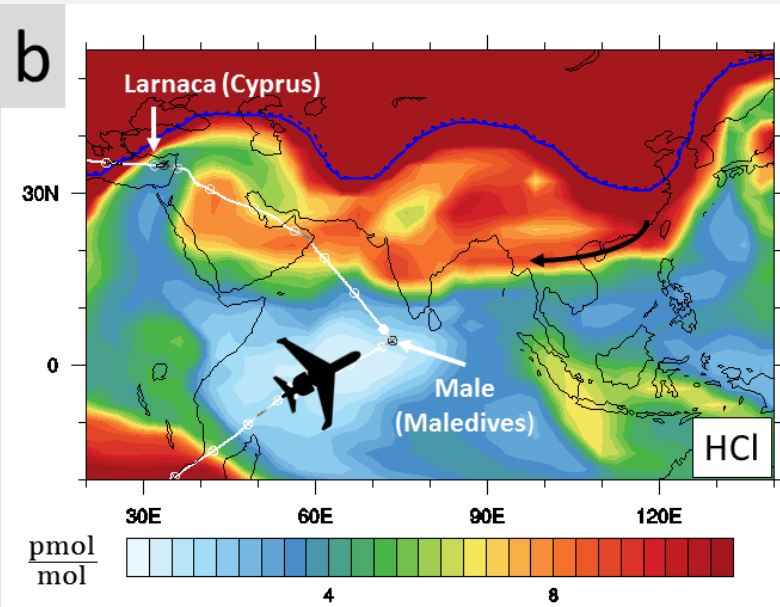 b
Larnaca (Cyprus)
30N
0
Male
(Maledives)
HCl
30E 60E 90E 120E
pmol
mol
4 8